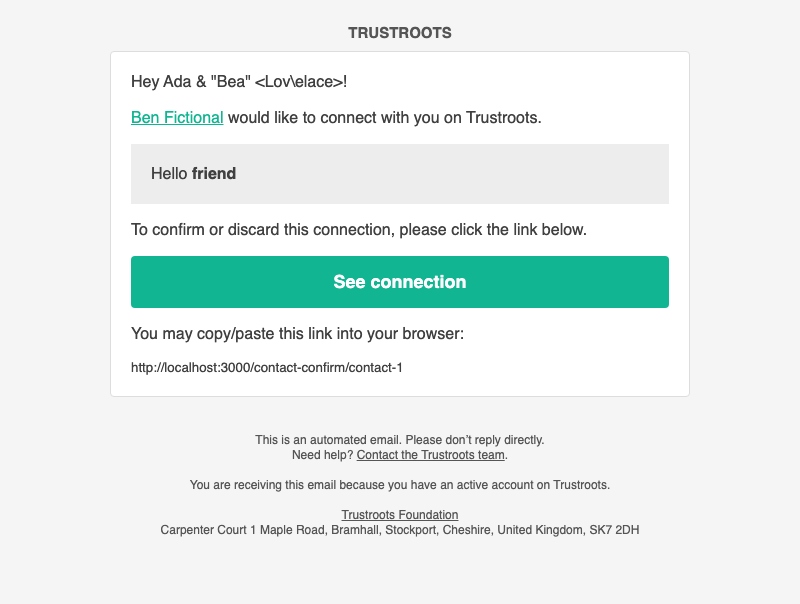 TRUSTROOTS
Hey Ada & "Bea" <Lov\elace>!
Ben Fictional would like to connect with you on Trustroots.
Hello friend
To confirm or discard this connection, please click the link below.
See connection
You may copy/paste this link into your browser:
http://localhost:3000/contact-confirm/contact-1
This is an automated email. Please don’t reply directly.
Need help? Contact the Trustroots team.
You are receiving this email because you have an active account on Trustroots.
Trustroots Foundation
Carpenter Court 1 Maple Road, Bramhall, Stockport, Cheshire, United Kingdom, SK7 2DH